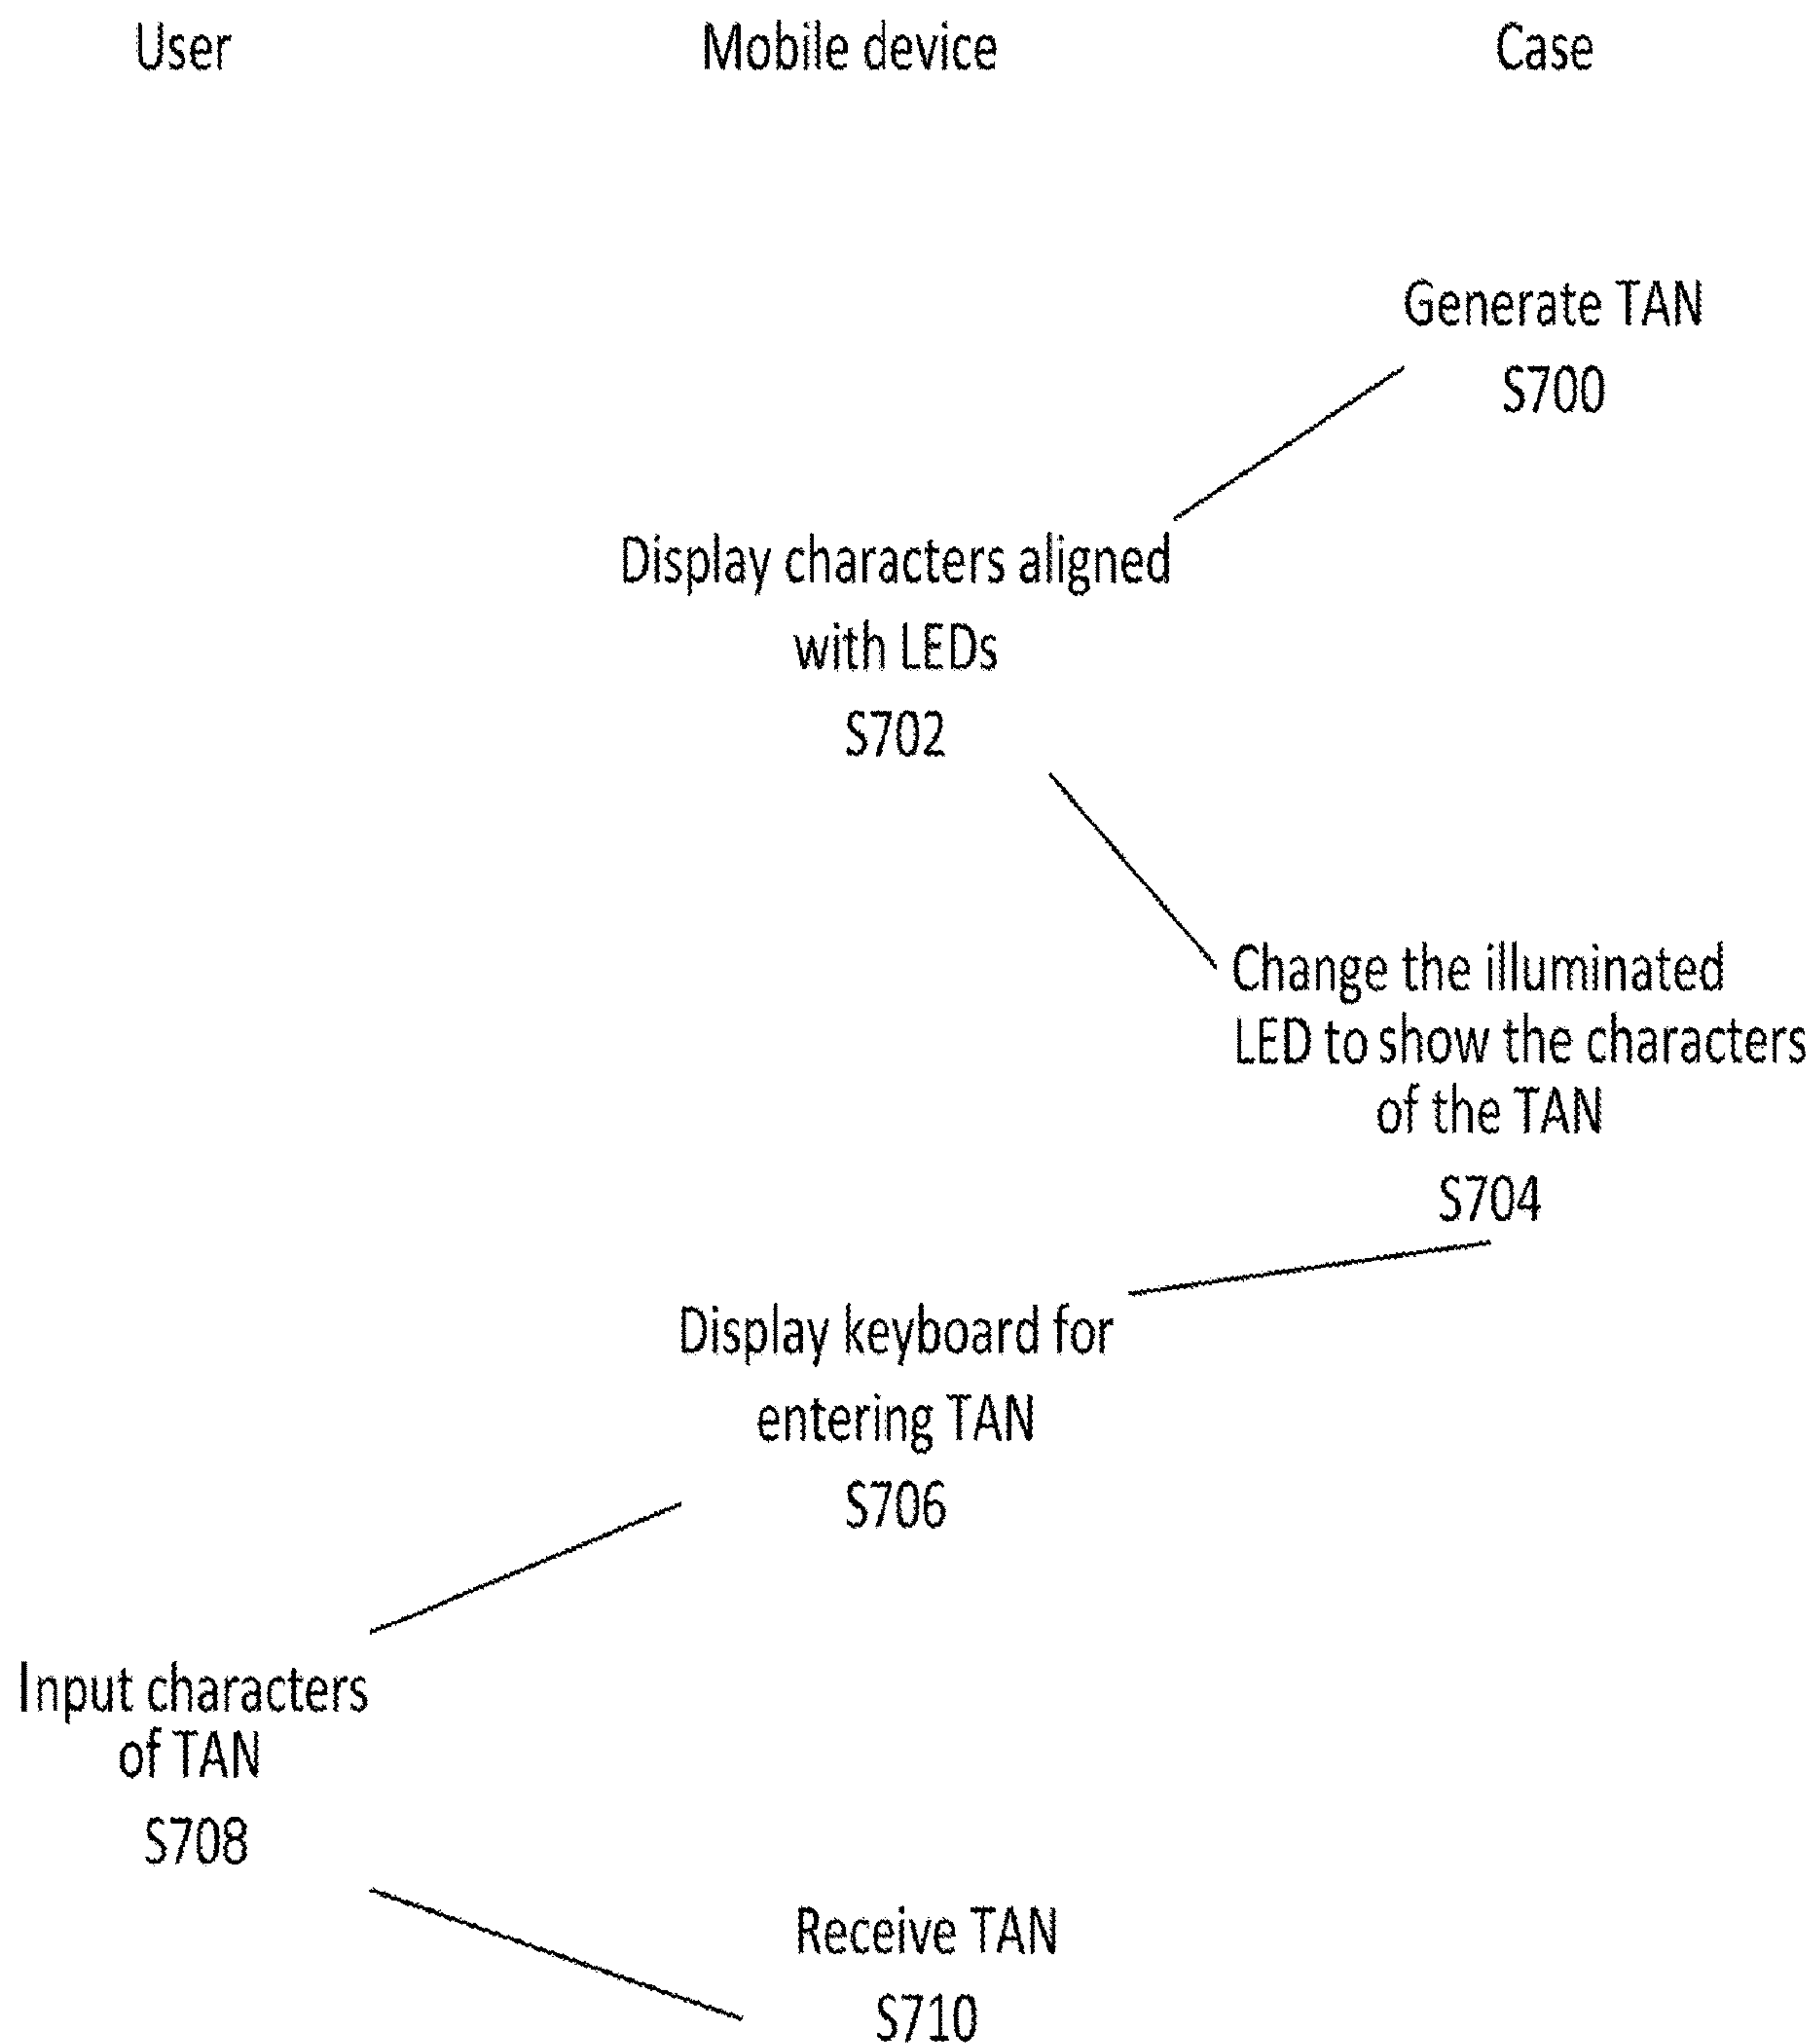 User
Mobile device
Case
Generate TAN
S700
Display characters aligned
with LEDs
S702
Change the illuminated
LED to show the characters
of the TAN
S704
Display keyboard for
entering TAN
S706
Input characters
of TAN
S708
Receive TAN
S710